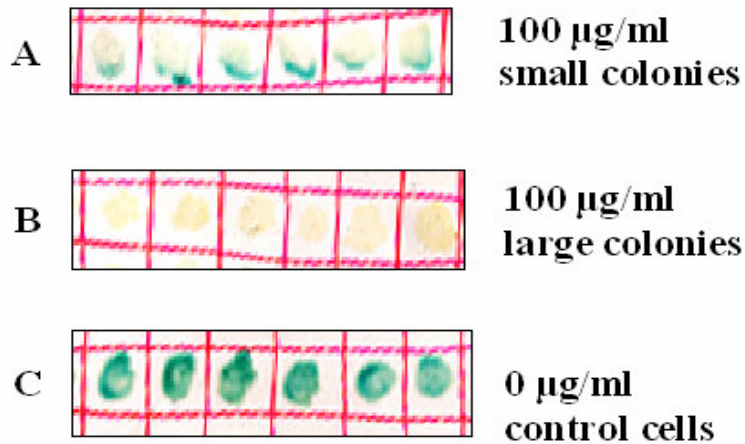 A
100 µg/ml
small colonies
B
100 µg/ml
large colonies
C
0 µg/ml
control cells